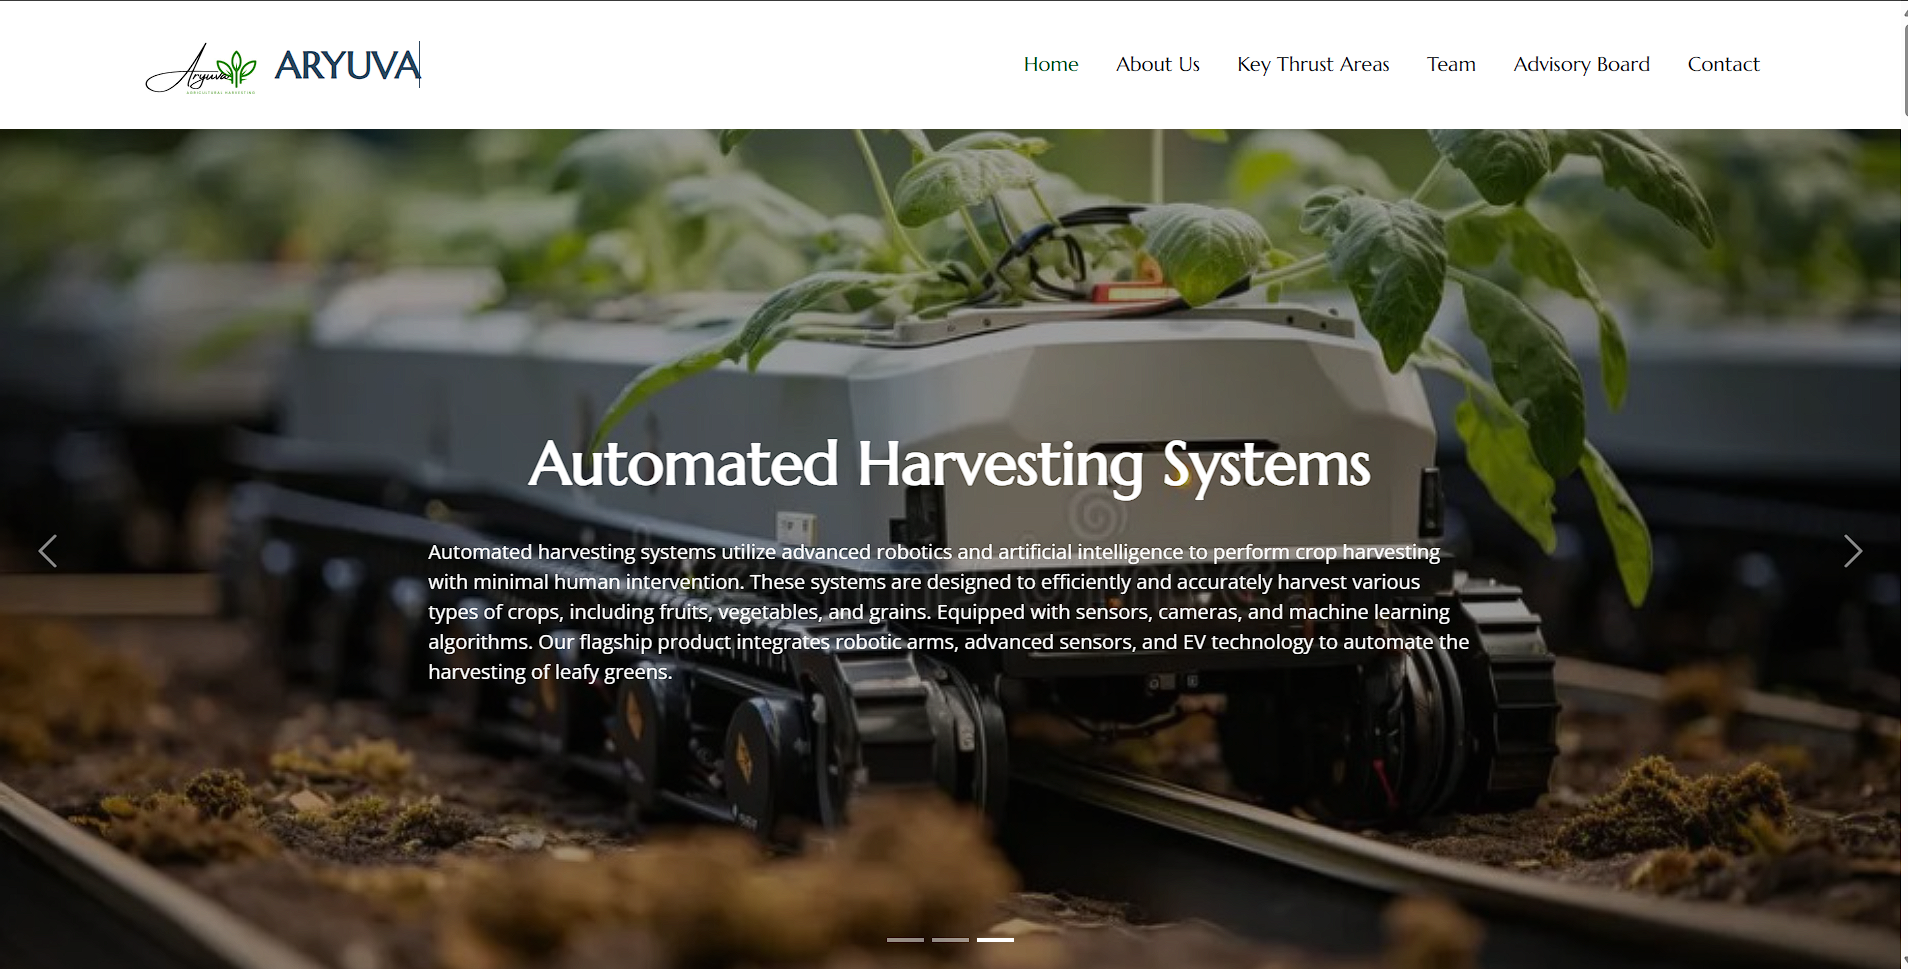 Aryuva
AGRICULTURAL HARVESTING
ARYUVA
Home About Us Key Thrust Areas Team Advisory Board Contact
Automated Harvesting Systems
Automated harvesting systems utilize advanced robotics and artificial intelligence to perform crop harvesting
with minimal human intervention. These systems are designed to efficiently and accurately harvest various
types of crops, including fruits, vegetables, and grains. Equipped with sensors, cameras, and machine learning
algorithms. Our flagship product integrates robotic arms, advanced sensors, and EV technology to automate the
harvesting of leafy greens.